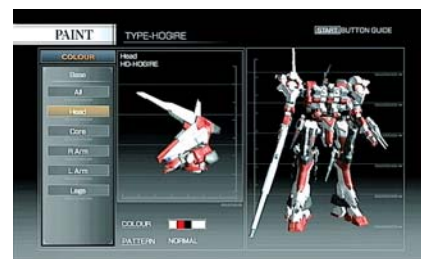 PAINT
TYPE-HOGIRE
START BUTTON GUIDE
COLOUR
Base
All
Head
Core
R Arm
L Arm
Legs
Head
HD-HOGIRE
COLOUR
PATTERN NORMAL